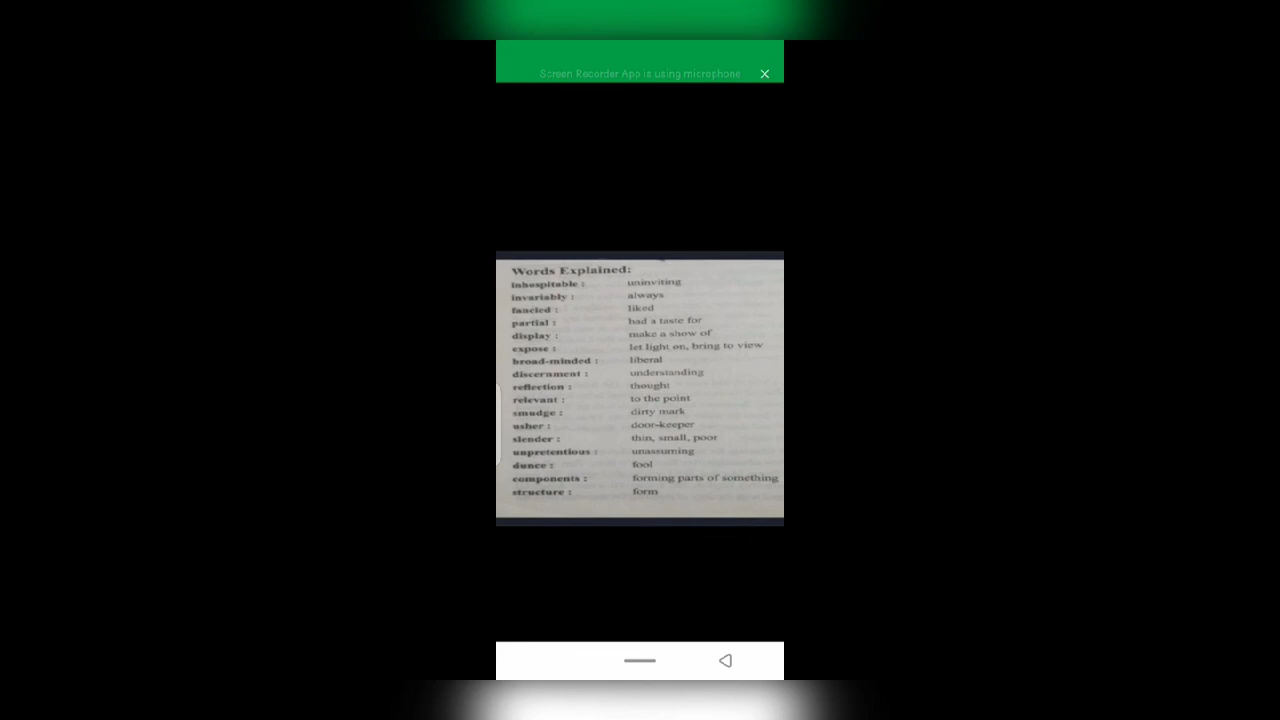 Screen Recorder App is using microphone
Words Explained:
inhospitable : uninviting
invariably : always
fancied : liked
partial : had a taste for
display : make a show of
expose : let light on, bring to view
broad-minded : liberal
discernment : understanding
reflection : thought
relevant : to the point
smudge : dirty mark
usher : door-keeper
slender : thin, small, poor
unpretentious : unassuming
dunce : fool
components : forming parts of something
structure : form